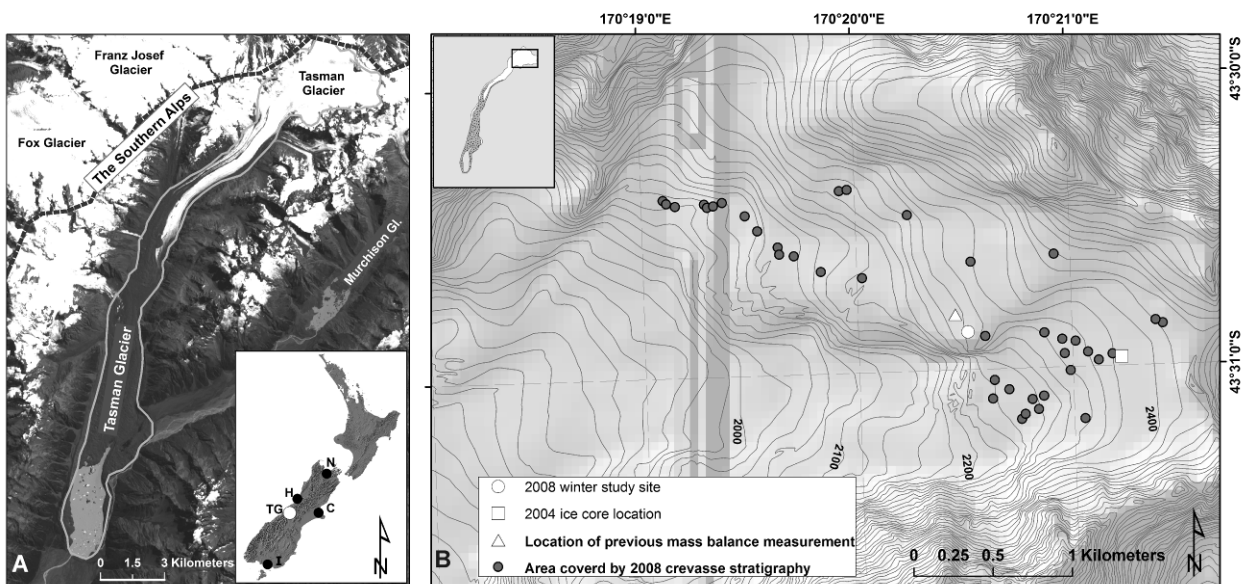 Franz Josef
Glacier
Tasman
Glacier
Fox Glacier
The Southern Alps
Murchison Gl.
Tasman Glacier
N
H
TG
C
I
N
A
0 1.5 3 Kilometers
170°19'0"E 170°20'0"E 170°21'0"E
43°30'0"S
43°31'0"S
2000
2100
2200
2400
2008 winter study site
2004 ice core location
Location of previous mass balance measurement
Area coverd by 2008 crevasse stratigraphy
B
0 0.25 0.5 1 Kilometers
N